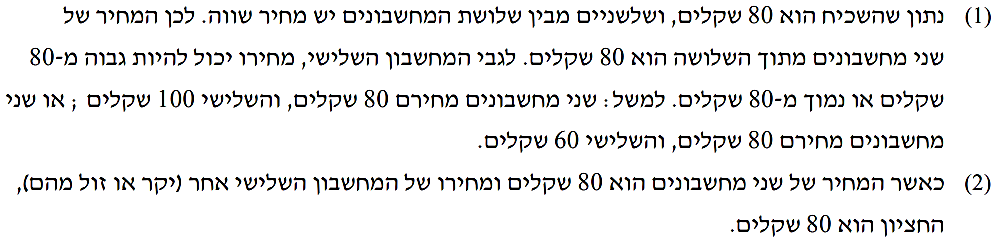 (1) נתון שהשכיח הוא 80 שקלים, ושלשניים מבין שלושת המחשבונים יש מחיר שווה. לכן המחיר של
שני מחשבונים מתוך השלושה הוא 80 שקלים. לגבי המחשבון השלישי, מחירו יכול להיות גבוה מ-80
שקלים או נמוך מ-80 שקלים. למשל: שני מחשבונים מחירם 80 שקלים, והשלישי 100 שקלים ; או שני
מחשבונים מחירם 80 שקלים, והשלישי 60 שקלים.
(2) כאשר המחיר של שני מחשבונים הוא 80 שקלים ומחירו של המחשבון השלישי אחר (יקר או זול מהם),
החציון הוא 80 שקלים.